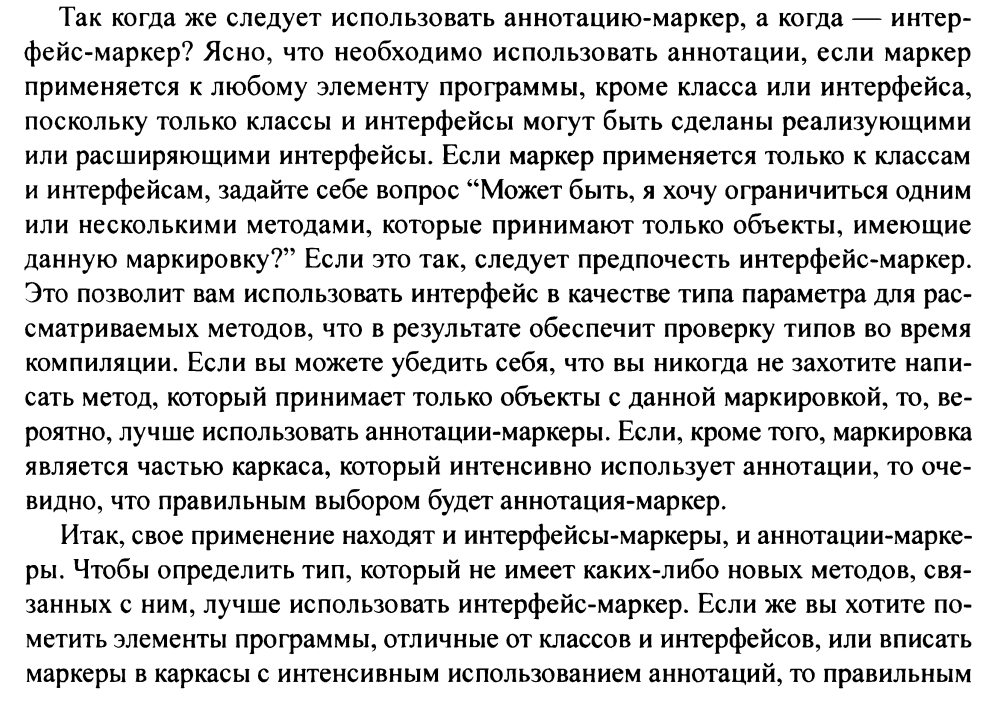 Так когда же следует использовать аннотацию-маркер, а когда — интер-
фейс-маркер? Ясно, что необходимо использовать аннотации, если маркер
применяется к любому элементу программы, кроме класса или интерфейса,
поскольку только классы и интерфейсы могут быть сделаны реализующими
или расширяющими интерфейсы. Если маркер применяется только к классам
и интерфейсам, задайте себе вопрос “Может быть, я хочу ограничиться одним
или несколькими методами, которые принимают только объекты, имеющие
данную маркировку?” Если это так, следует предпочесть интерфейс-маркер.
Это позволит вам использовать интерфейс в качестве типа параметра для рас-
сматриваемых методов, что в результате обеспечит проверку типов во время
компиляции. Если вы можете убедить себя, что вы никогда не захотите напи-
сать метод, который принимает только объекты с данной маркировкой, то, ве-
роятно, лучше использовать аннотации-маркеры. Если, кроме того, маркировка
является частью каркаса, который интенсивно использует аннотации, то оче-
видно, что правильным выбором будет аннотация-маркер.
Итак, свое применение находят и интерфейсы-маркеры, и аннотации-марке-
ры. Чтобы определить тип, который не имеет каких-либо новых методов, свя-
занных с ним, лучше использовать интерфейс-маркер. Если же вы хотите по-
метить элементы программы, отличные от классов и интерфейсов, или вписать
маркеры в каркасы с интенсивным использованием аннотаций, то правильным